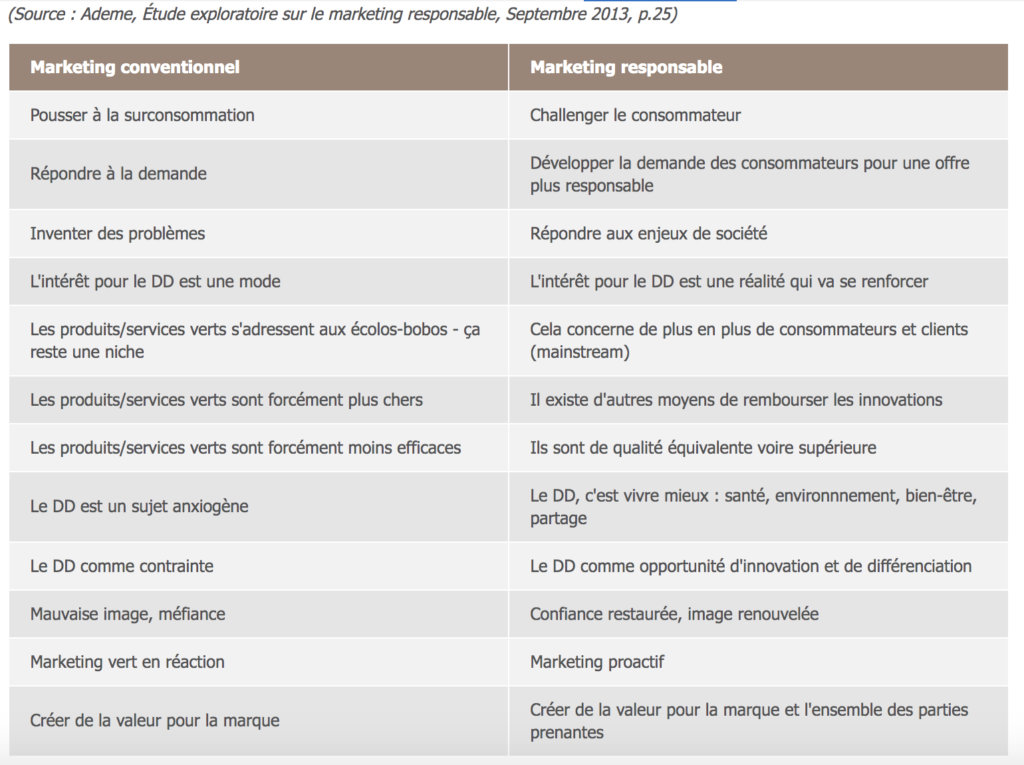 (Source : Ademe, Étude exploratoire sur le marketing responsable, Septembre 2013, p.25)
Marketing conventionnel
Marketing responsable
Pousser à la surconsommation
Challenger le consommateur
Répondre à la demande
Développer la demande des consommateurs pour une offre
plus responsable
Inventer des problèmes
Répondre aux enjeux de société
L'intérêt pour le DD est une mode
L'intérêt pour le DD est une réalité qui va se renforcer
Les produits/services verts s'adressent aux écolos-bobos - ça
reste une niche
Cela concerne de plus en plus de consommateurs et clients
(mainstream)
Les produits/services verts sont forcément plus chers
Il existe d'autres moyens de rembourser les innovations
Les produits/services verts sont forcément moins efficaces
Ils sont de qualité équivalente voire supérieure
Le DD est un sujet anxiogène
Le DD, c'est vivre mieux : santé, environnnement, bien-être,
partage
Le DD comme contrainte
Le DD comme opportunité d'innovation et de différenciation
Mauvaise image, méfiance
Confiance restaurée, image renouvelée
Marketing vert en réaction
Marketing proactif
Créer de la valeur pour la marque
Créer de la valeur pour la marque et l'ensemble des parties
prenantes